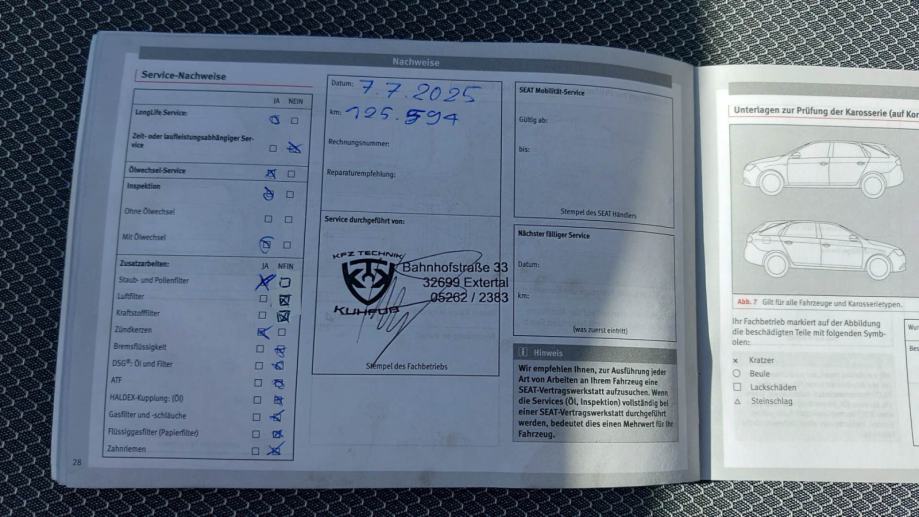 Nachweise
Service-Nachweise
JA NEIN
LongLife Service:
Zeit- oder laufleistungsabhängiger Ser-
vice
Ölwechsel-Service
Inspektion
Ohne Ölwechsel
Mit Ölwechsel
Zusatzarbeiten: JA NEIN
Staub- und Pollenfilter
Luftfilter
Kraftstofffilter
Zündkerzen
Bremsflüssigkeit
DSG®: Öl und Filter
ATF
HALDEX-Kupplung: (Öl)
Gasfilter und -schläuche
Flüssiggasfilter (Papierfilter)
Zahnriemen
28
Datum: 7.7.2025
km: 125.594
Rechnungsnummer:
Reparaturempfehlung:
Service durchgeführt von:
KFZ TECHNIK
KUHFUß
Bahnhofstraße 33
32699 Extertal
05262 / 2383
Stempel des Fachbetriebs
SEAT Mobilität-Service
Gültig ab:
bis:
Stempel des SEAT Händlers
Nächster fälliger Service
Datum:
km:
(was zuerst eintritt)
Hinweis
Wir empfehlen Ihnen, zur Ausführung jeder
Art von Arbeiten an Ihrem Fahrzeug eine
SEAT-Vertragswerkstatt aufzusuchen. Wenn
die Services (Öl, Inspektion) vollständig bei
einer SEAT-Vertragswerkstatt durchgeführt
werden, bedeutet dies einen Mehrwert für Ihr
Fahrzeug.
Unterlagen zur Prüfung der Karosserie (auf
Abb. 7 Gilt für alle Fahrzeuge und Karosserietypen.
Ihr Fachbetrieb markiert auf der Abbildung
die beschädigten Teile mit folgenden Symb-
olen:
Kratzer
Beule
Lackschäden
Steinschlag